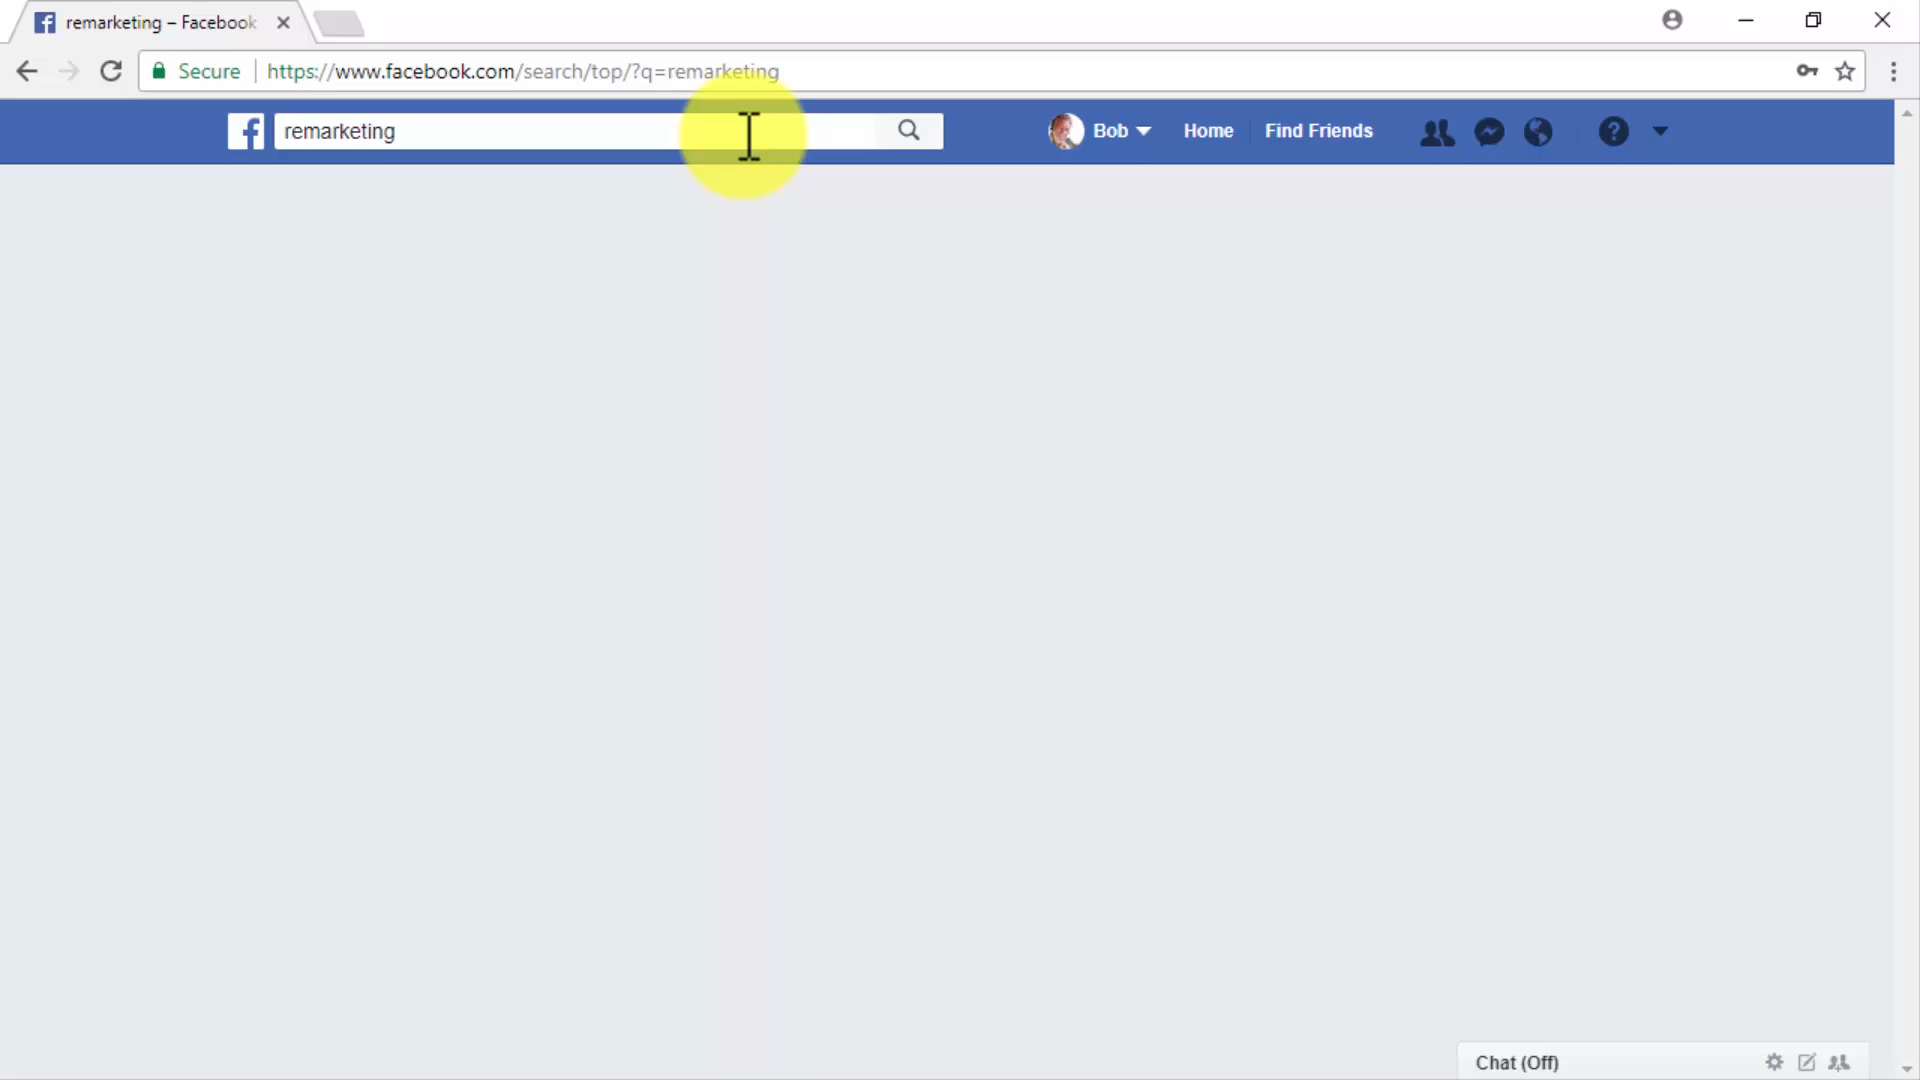 remarketing – Facebook
Secure
https://www.facebook.com/search/top/?q=remarketing
remarketing
Bob
Home
Find Friends
Chat (Off)